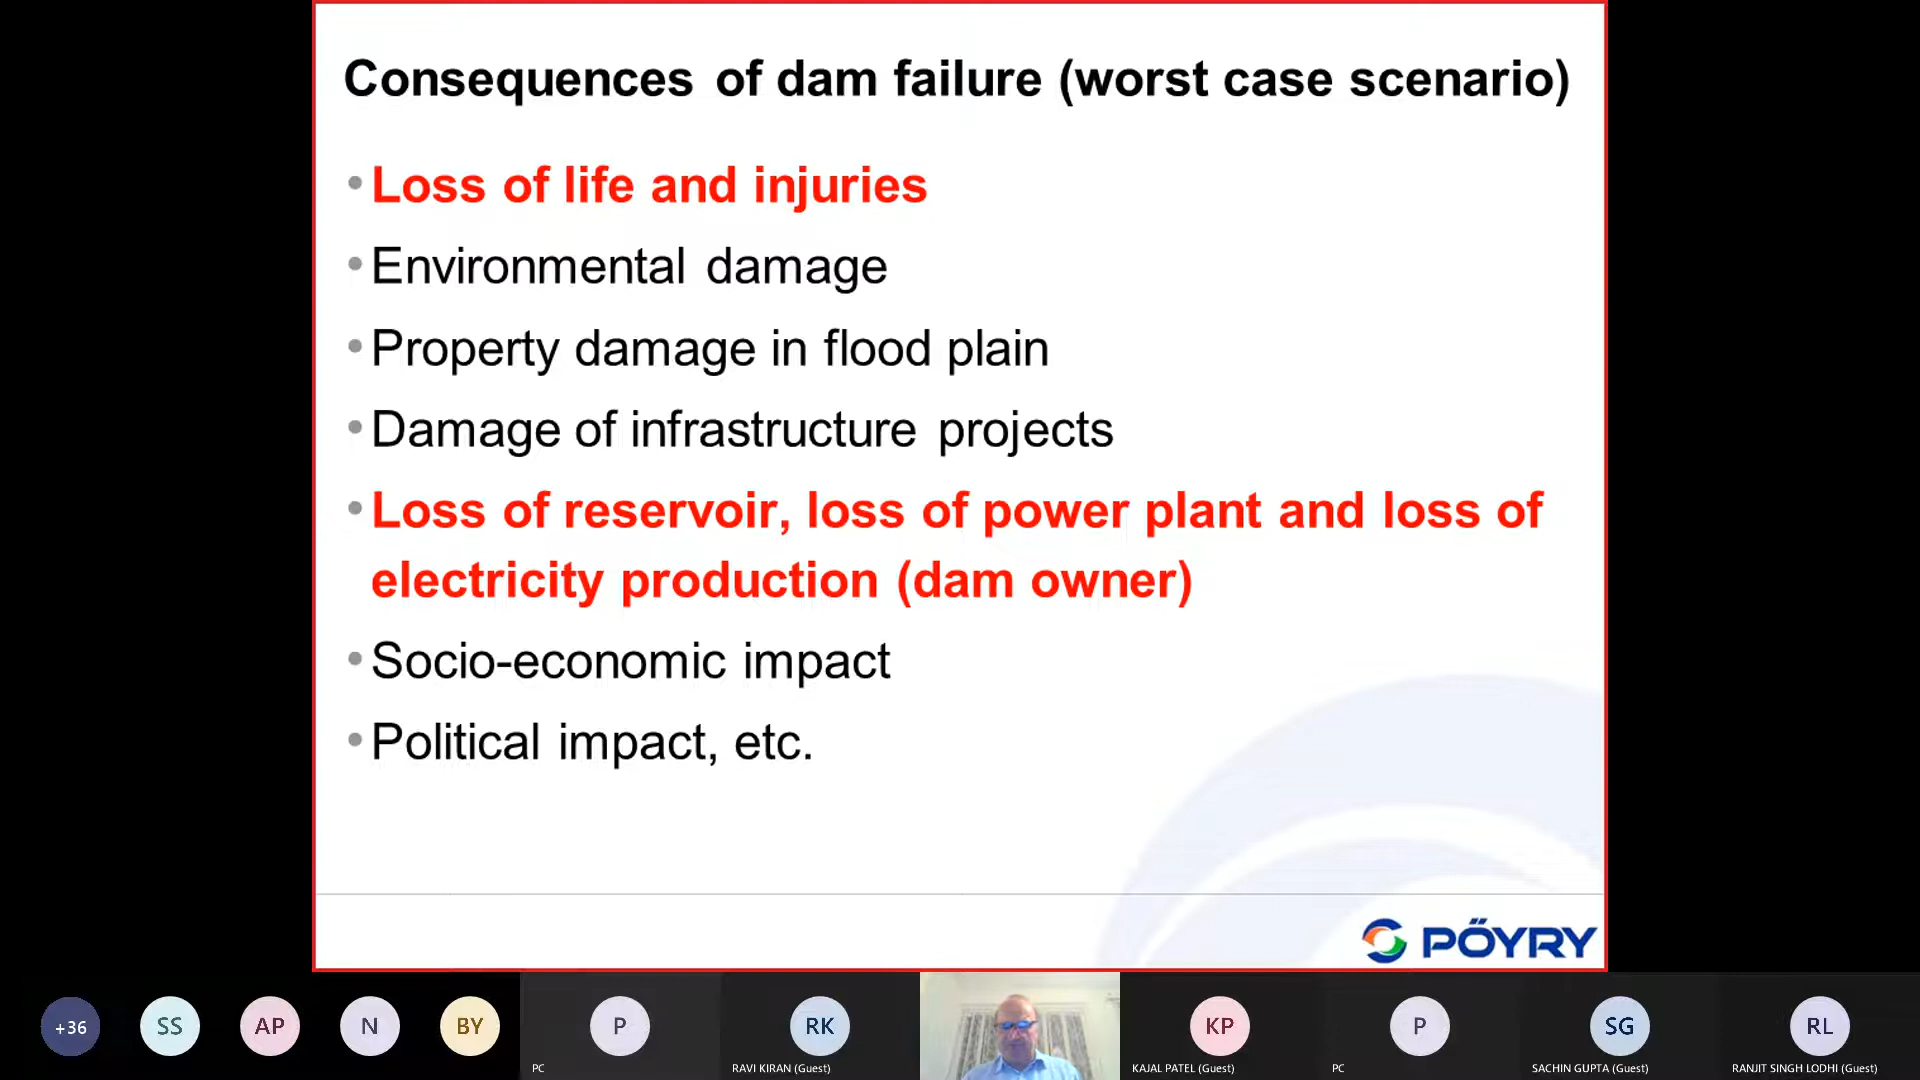 Consequences of dam failure (worst case scenario)
•Loss of life and injuries
•Environmental damage
•Property damage in flood plain
•Damage of infrastructure projects
•Loss of reservoir, loss of power plant and loss of
electricity production (dam owner)
•Socio-economic impact
•Political impact, etc.
PÖYRY
+36
SS
AP
N
BY
P
RK
KP
P
SG
RL
PC
RAVI KIRAN (Guest)
KAJAL PATEL (Guest)
PC
SACHIN GUPTA (Guest)
RANJIT SINGH LODHI (Guest)